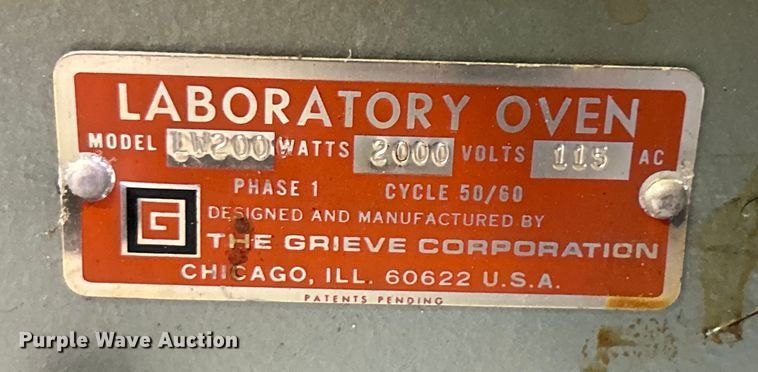 LABORATORY OVEN
MODEL LW200 WATTS 2000 VOLTS 115 AC
PHASE 1 CYCLE 50/60
G
DESIGNED AND MANUFACTURED BY
THE GRIEVE CORPORATION
CHICAGO, ILL. 60622 U.S.A.
PATENTS PENDING
Purple Wave Auction